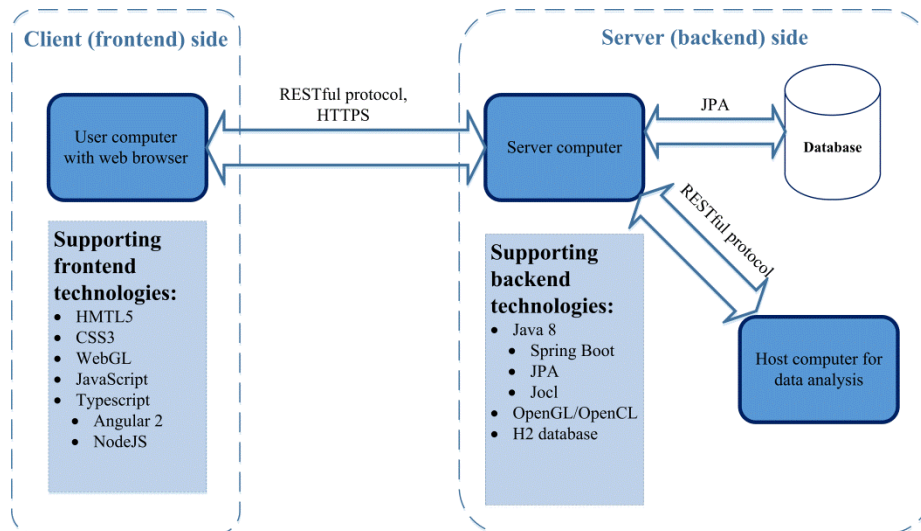 Client (frontend) side
User computer
with web browser
Supporting
frontend
technologies:
• HMTL5
• CSS3
• WebGL
• JavaScript
• Typescript
• Angular 2
• NodeJS
RESTful protocol,
HTTPS
Server (backend) side
Server computer
JPA
Database
RESTful protocol
Supporting
backend
technologies:
• Java 8
• Spring Boot
• JPA
• Jocl
• OpenGL/OpenCL
• H2 database
Host computer for
data analysis